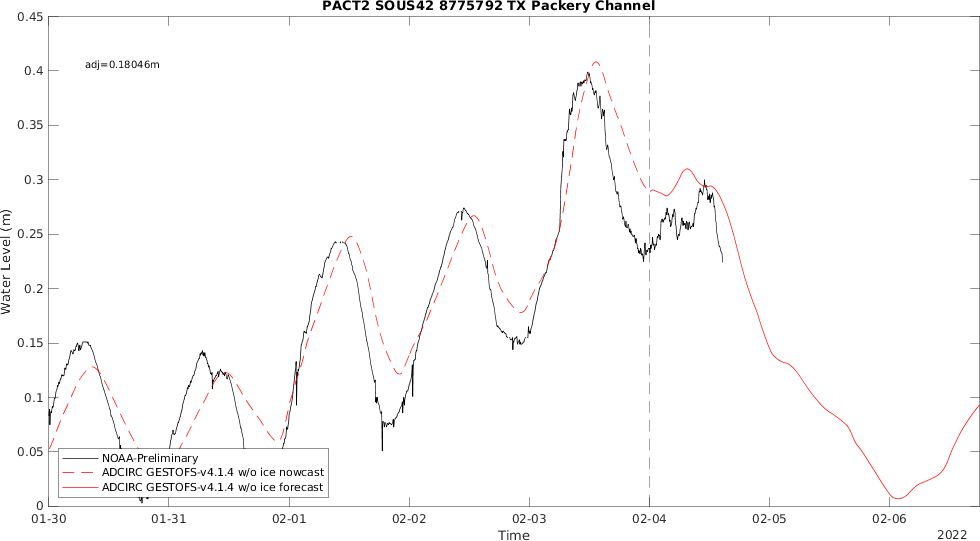 PACT2 SOUS42 8775792 TX Packery Channel
0.45
adj=0.18046m
0.4
0.35
0.3
0.25
Water Level (m)
0.2
0.15
0.1
0.05
NOAA-Preliminary
ADCIRC GESTOFS-v4.1.4 w/o ice nowcast
ADCIRC GESTOFS-v4.1.4 w/o ice forecast
0
01-30 01-31 02-01 02-02 02-03 02-04 02-05 02-06
Time
2022